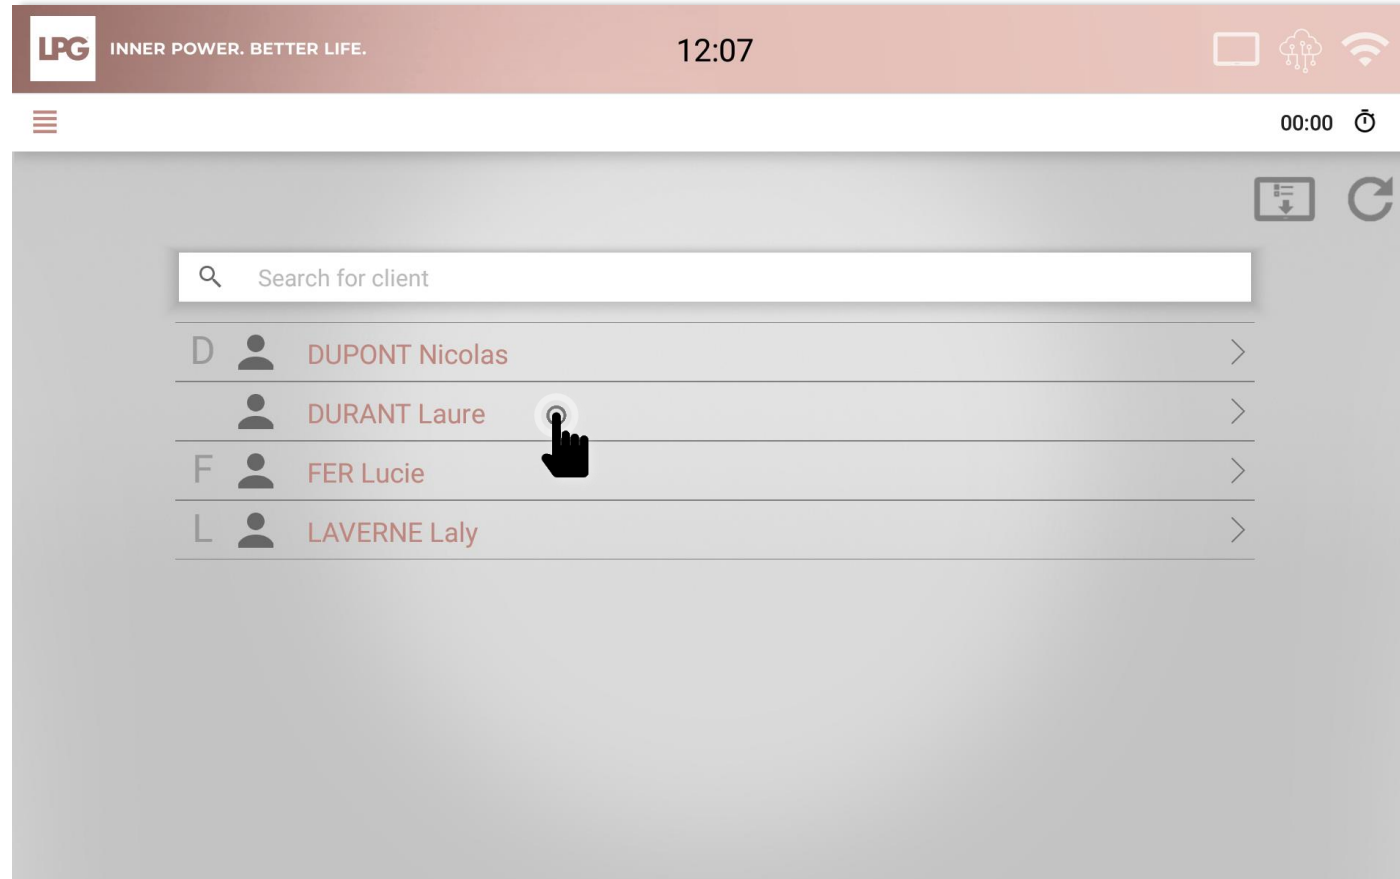 LPG INNER POWER. BETTER LIFE. 12:07
00:00
Search for client
D DUPONT Nicolas
DURANT Laure
F FER Lucie
L LAVERNE Laly